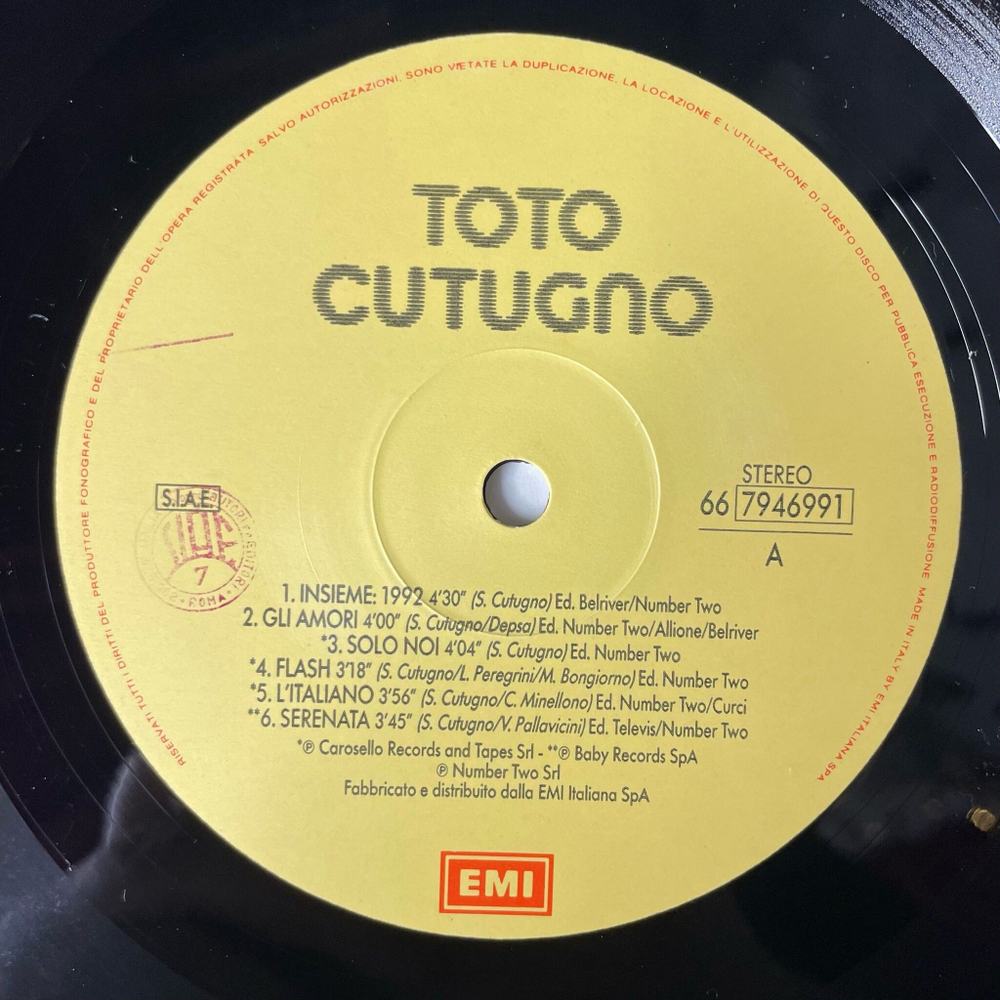 RISERVATI TUTTI I DIRITTI DEL PRODUTTORE FONOGRAFICO E DEL PROPRIETARIO DELL'OPERA REGISTRATA. SALVO AUTORIZZAZIONI, SONO VIETATE LA DUPLICAZIONE, LA LOCAZIONE E L'UTILIZZAZIONE DI QUESTO DISCO PER PUBBLICA ESECUZIONE E RADIODIFFUSIONE MADE IN ITALY BY EMI ITALIANA SPA
TOTO
CUTUGNO
STEREO
66 7946991
A
S.I.A.E.
7
ROMA
1. INSIEME: 1992 4'30" (S. Cutugno) Ed. Belriver/Number Two
2. GLI AMORI 4'00" (S. Cutugno/Depsa) Ed. Number Two/Allione/Belriver
*3. SOLO NOI 4'04" (S. Cutugno) Ed. Number Two
*4. FLASH 3'18" (S. Cutugno/L. Peregrini/M. Bongiorno) Ed. Number Two
*5. L'ITALIANO 3'56" (S. Cutugno/C. Minellono) Ed. Number Two/Curci
**6. SERENATA 3'45" (S. Cutugno/V. Pallavicini) Ed. Televis/Number Two
*℗ Carosello Records and Tapes Srl - **℗ Baby Records SpA
℗ Number Two Srl
Fabbricato e distribuito dalla EMI Italiana SpA
EMI